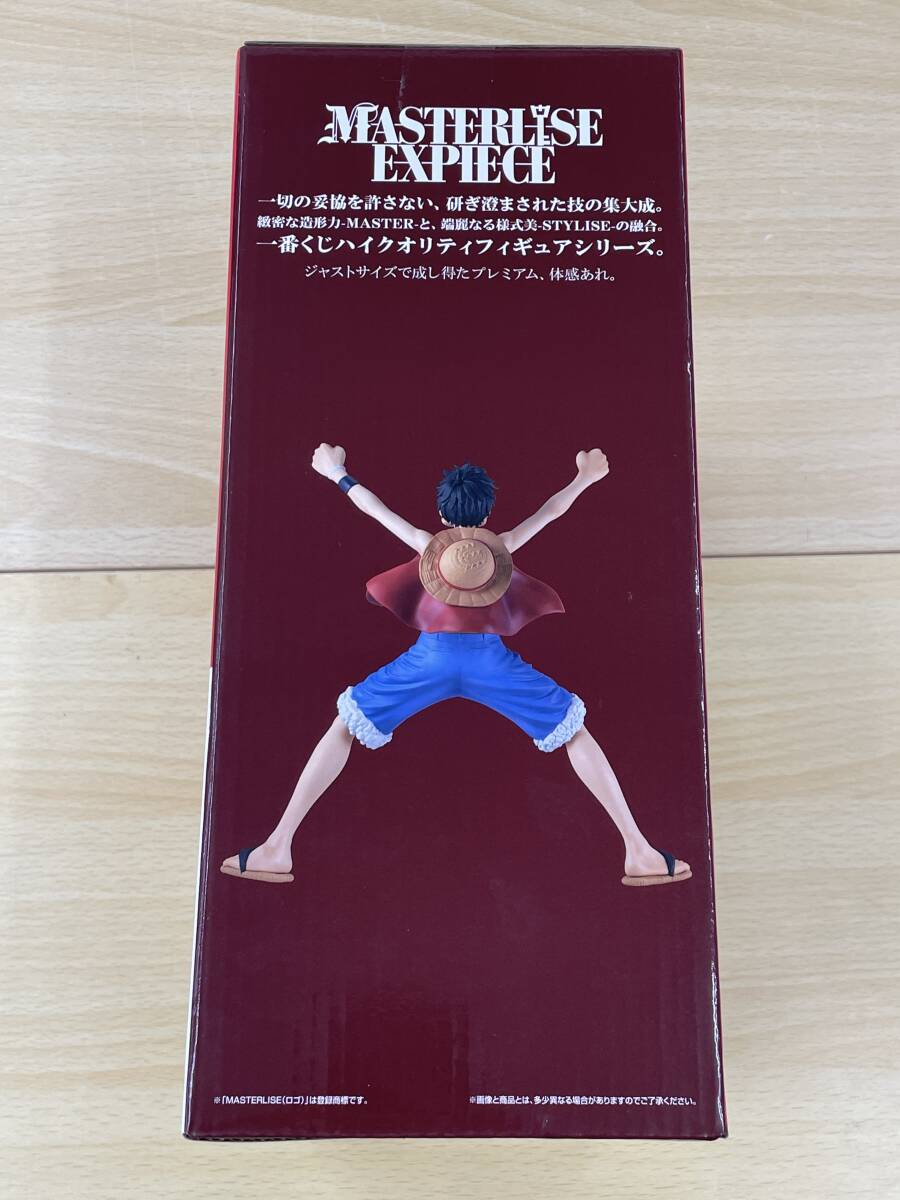 MASTERLISE
EXPIECE
一切の妥協を許さない、研ぎ澄まされた技の集大成。
緻密な造形力-MASTER-と、端麗なる様式美-STYLISE-の融合。
一番くじハイクオリティフィギュアシリーズ。
ジャストサイズで成し得たプレミアム、体感あれ。
※「MASTERLISE(ロゴ)」は登録商標です。
※画像と商品とは、多少異なる場合がありますのでご了承ください。